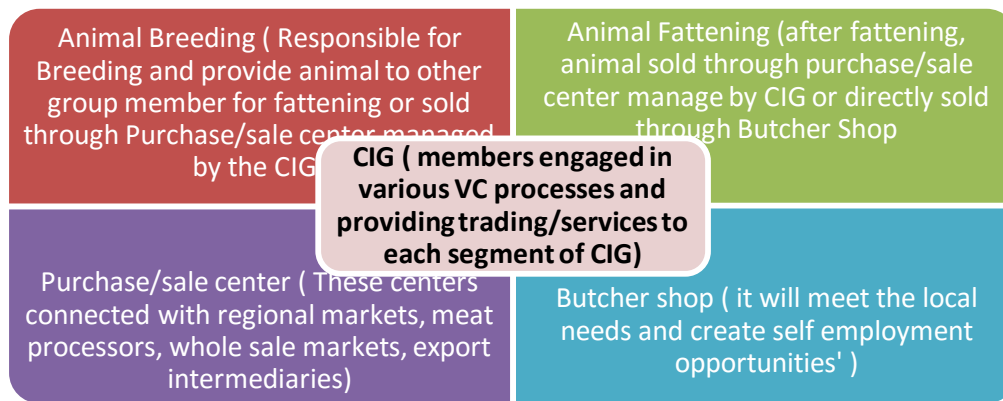 Animal Breeding ( Responsible for
Breeding and provide animal to other
group member for fattening or sold
through Purchase/sale center managed
by the CIG
Animal Fattening (after fattening,
animal sold through purchase/sale
center manage by CIG or directly sold
through Butcher Shop
CIG ( members engaged in
various VC processes and
providing trading/services to
each segment of CIG)
Purchase/sale center ( These centers
connected with regional markets, meat
processors, whole sale markets, export
intermediaries)
Butcher shop ( it will meet the local
needs and create self employment
opportunities' )